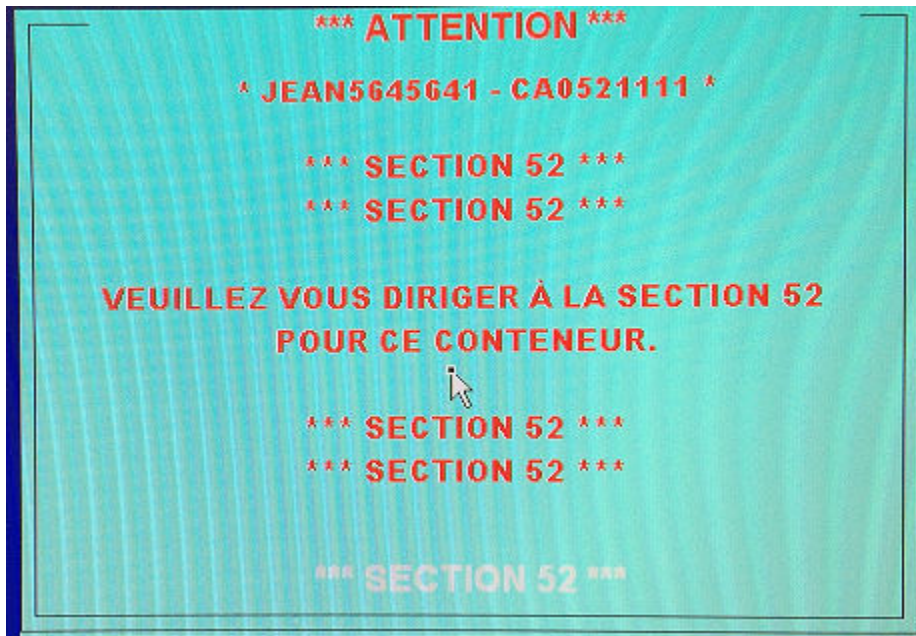 *** ATTENTION ***
* JEAN5645641 - CA0521111 *
*** SECTION 52 ***
*** SECTION 52 ***
VEUILLEZ VOUS DIRIGER À LA SECTION 52
POUR CE CONTENEUR.
*** SECTION 52 ***
*** SECTION 52 ***
*** SECTION 52 ***